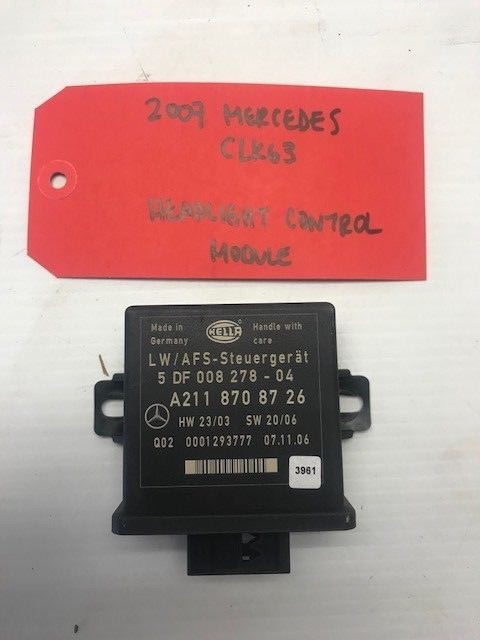 2007 MERCEDES
CLK63
HEADLIGHT CONTROL
MODULE
Made in Germany
HELLA
Handle with care
LW/AFS-Steuergerät
5 DF 008 278 - 04
A211 870 87 26
HW 23/03 SW 20/06
Q02 0001293777 07.11.06
3961